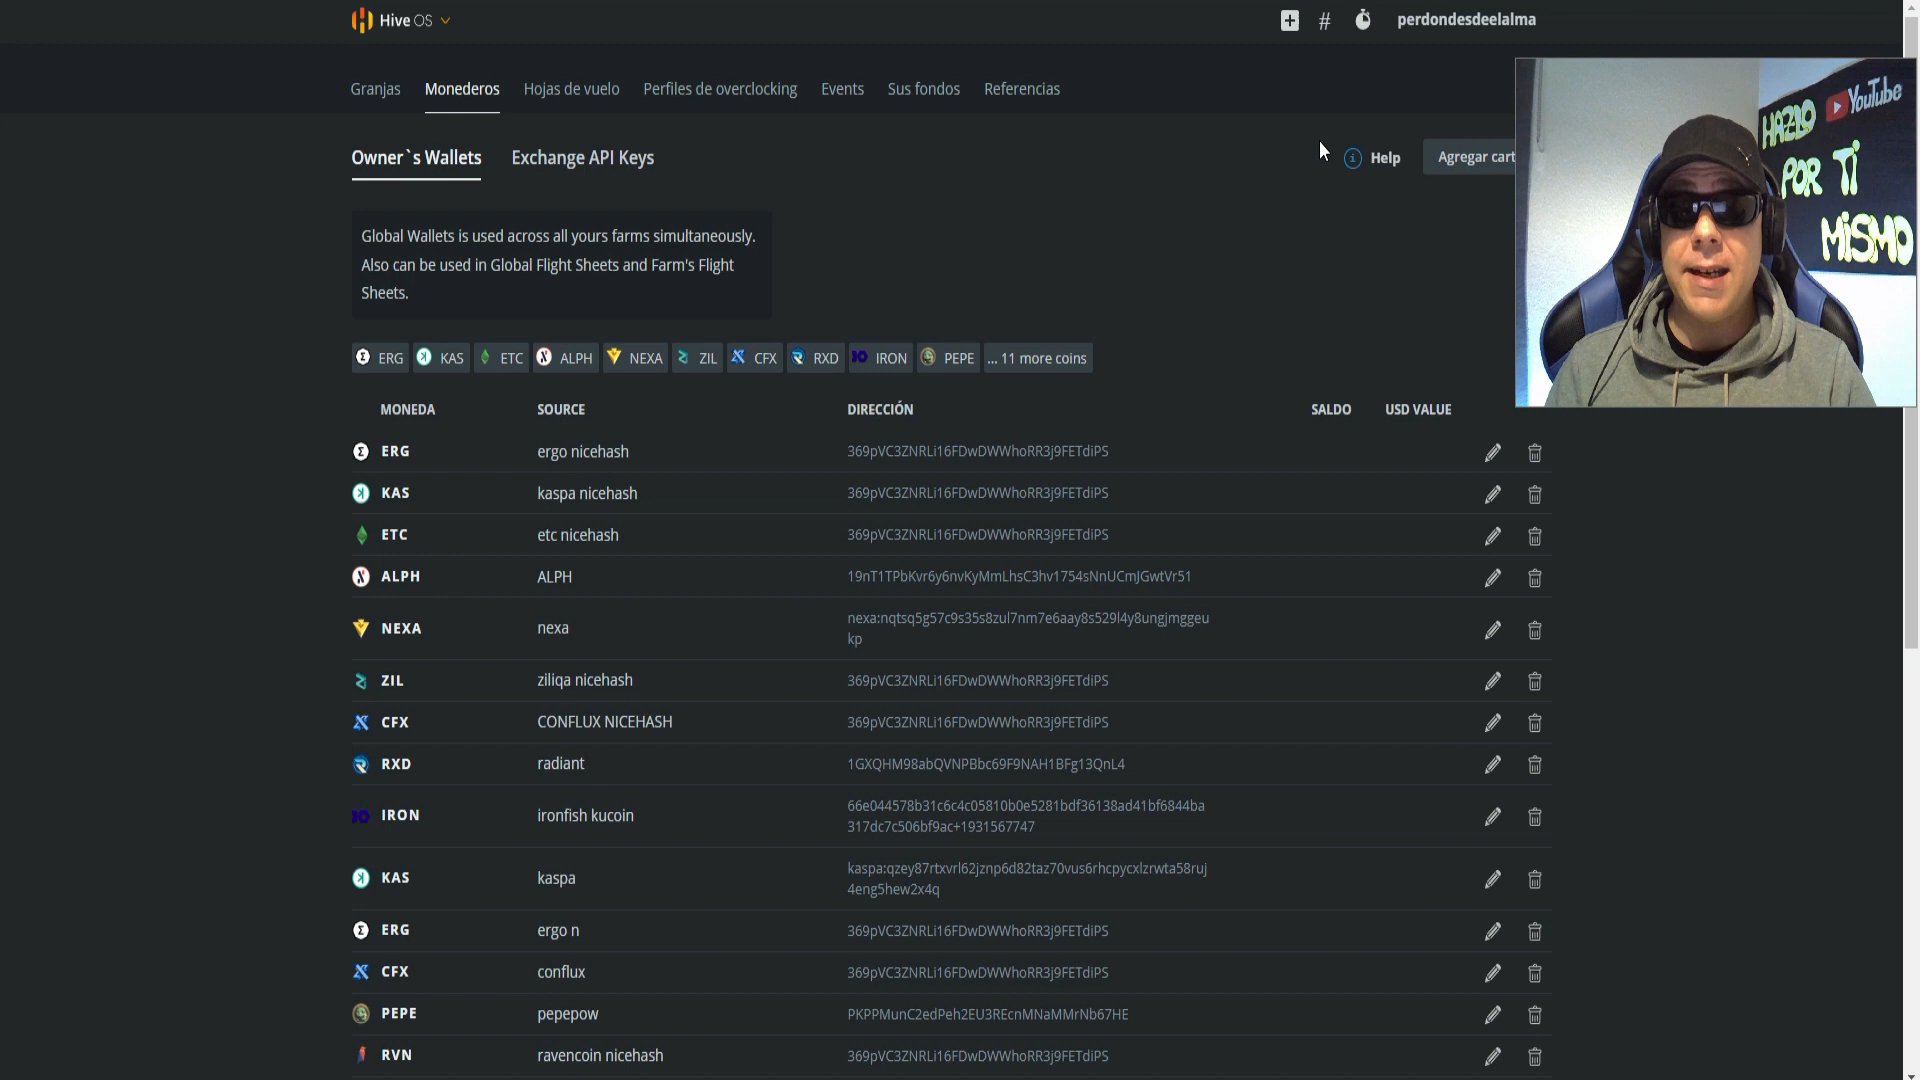 Hive OS
perdondesdeelalma
Granjas Monederos Hojas de vuelo Perfiles de overclocking Events Sus fondos Referencias
Owner`s Wallets Exchange API Keys
Help Agregar cart
YouTube
HAZLO
POR TI
MiSMO
Global Wallets is used across all yours farms simultaneously.
Also can be used in Global Flight Sheets and Farm's Flight
Sheets.
ERG KAS ETC ALPH NEXA ZIL CFX RXD IRON PEPE ... 11 more coins
MONEDA SOURCE DIRECCIÓN SALDO USD VALUE
ERG ergo nicehash 369pVC3ZNRLi16FDwDWWhoRR3j9FETdiPS
KAS kaspa nicehash 369pVC3ZNRLi16FDwDWWhoRR3j9FETdiPS
ETC etc nicehash 369pVC3ZNRLi16FDwDWWhoRR3j9FETdiPS
ALPH ALPH 19nT1TPbKvr6y6nvKyMmLhsC3hv1754sNnUCmJGwtVr51
NEXA nexa nexa:nqtsq5g57c9s35s8zul7nm7e6aay8s529l4y8ungjmggeu
kp
ZIL ziliqa nicehash 369pVC3ZNRLi16FDwDWWhoRR3j9FETdiPS
CFX CONFLUX NICEHASH 369pVC3ZNRLi16FDwDWWhoRR3j9FETdiPS
RXD radiant 1GXQHM98abQVNPBbc69F9NAH1BFg13QnL4
IRON ironfish kucoin 66e044578b31c6c4c05810b0e5281bdf36138ad41bf6844ba
317dc7c506bf9ac+1931567747
KAS kaspa kaspa:qzey87rtxvrl62jznp6d82taz70vus6rhcpycxlzrwta58ruj
4eng5hew2x4q
ERG ergo n 369pVC3ZNRLi16FDwDWWhoRR3j9FETdiPS
CFX conflux 369pVC3ZNRLi16FDwDWWhoRR3j9FETdiPS
PEPE pepepow PKPPMunC2edPeh2EU3REcnMNaMMrNb67HE
RVN ravencoin nicehash 369pVC3ZNRLi16FDwDWWhoRR3j9FETdiPS